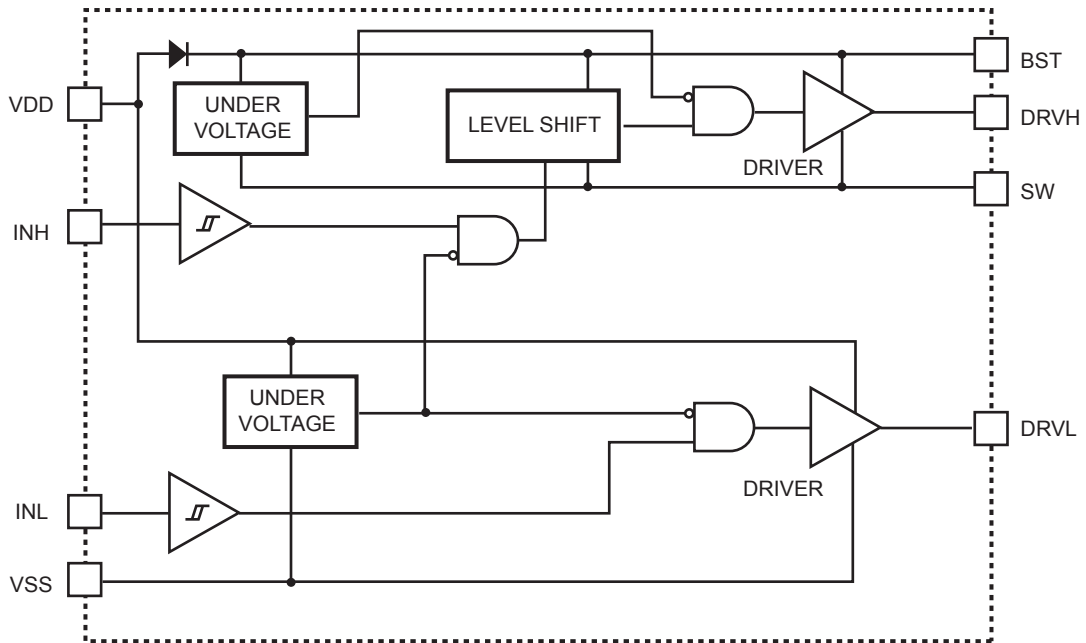 BST
VDD
UNDER
VOLTAGE
LEVEL SHIFT
DRVH
DRIVER
SW
INH
UNDER
VOLTAGE
DRVL
DRIVER
INL
VSS